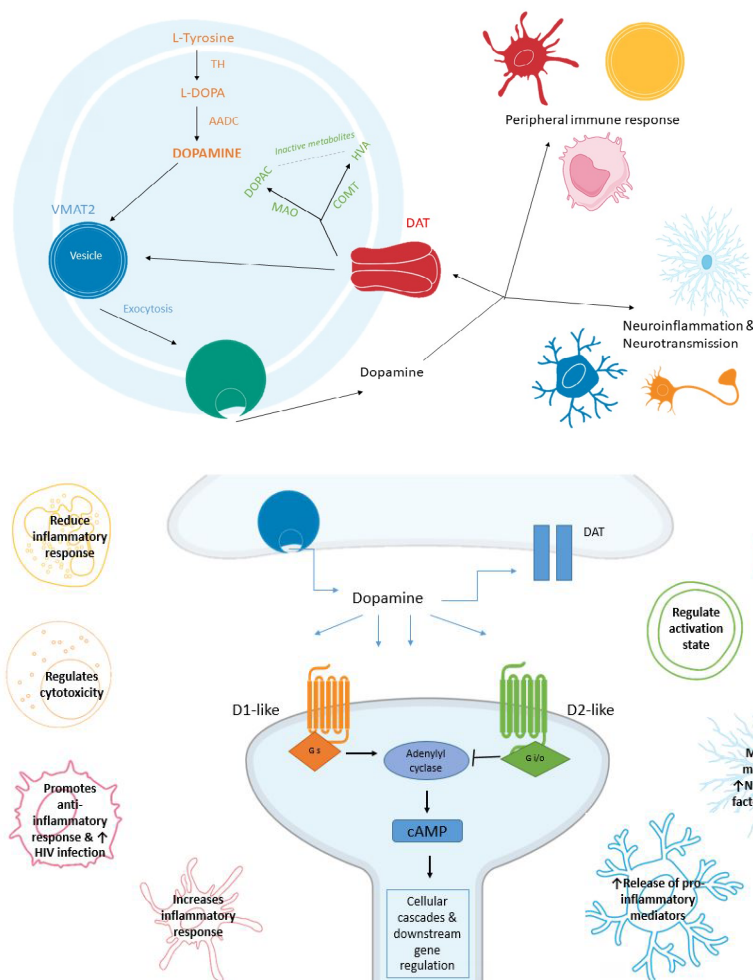 L-Tyrosine
TH
L-DOPA
AADC
DOPAMINE
Inactive metabolites
DOPAC
HVA
MAO
COMT
VMAT2
Vesicle
DAT
Exocytosis
Dopamine
Peripheral immune response
Neuroinflammation &
Neurotransmission
Reduce
inflammatory
response
DAT
Dopamine
Regulate
activation
state
Regulates
cytotoxicity
D1-like
D2-like
G s
Adenylyl
cyclase
G i/o
cAMP
Cellular
cascades &
downstream
gene
regulation
Promotes
anti-
inflammatory
response & ↑
HIV infection
Increases
inflammatory
response
↑Release of pro-
inflammatory
mediators